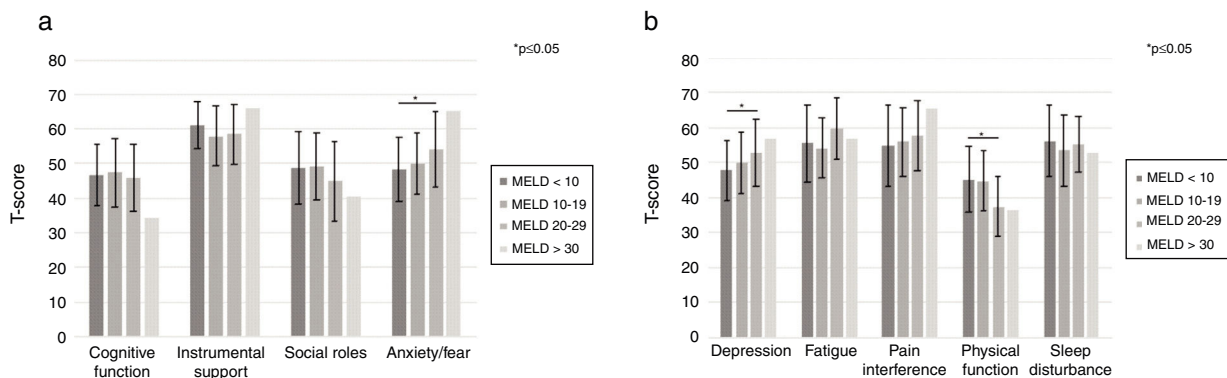 a
*p≤0.05
T-score
80
70
60
50
40
30
20
10
0
*
Cognitive function
Instrumental support
Social roles
Anxiety/fear
MELD < 10
MELD 10-19
MELD 20-29
MELD > 30
b
*p≤0.05
T-score
80
70
60
50
40
30
20
10
0
*
*
Depression
Fatigue
Pain interference
Physical function
Sleep disturbance
MELD < 10
MELD 10-19
MELD 20-29
MELD > 30